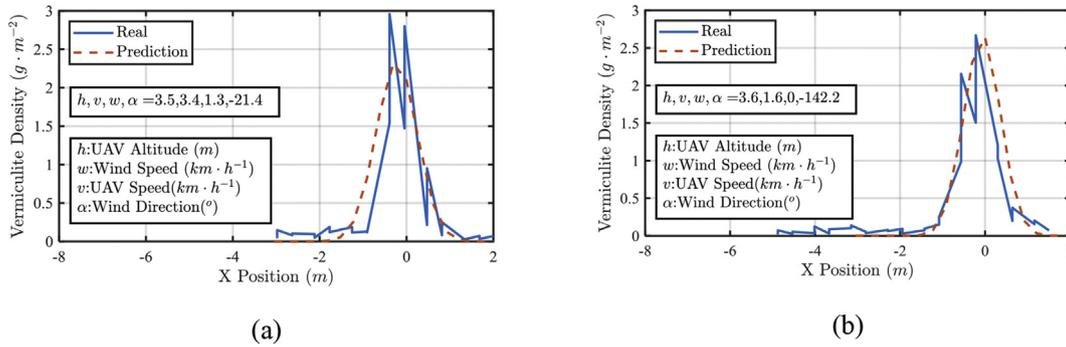 3
2.5
2
1.5
1
0.5
0
Vermiculite Density (g · m⁻²)
Real
Prediction
h, v, w, α =3.5,3.4,1.3,-21.4
h:UAV Altitude (m)
w:Wind Speed (km · h⁻¹)
v:UAV Speed(km · h⁻¹)
α:Wind Direction(°)
-8 -6 -4 -2 0 2
X Position (m)
(a)
3
2.5
2
1.5
1
0.5
0
Vermiculite Density (g · m⁻²)
Real
Prediction
h, v, w, α =3.6,1.6,0,-142.2
h:UAV Altitude (m)
w:Wind Speed (km · h⁻¹)
v:UAV Speed(km · h⁻¹)
α:Wind Direction(°)
-8 -6 -4 -2 0
X Position (m)
(b)